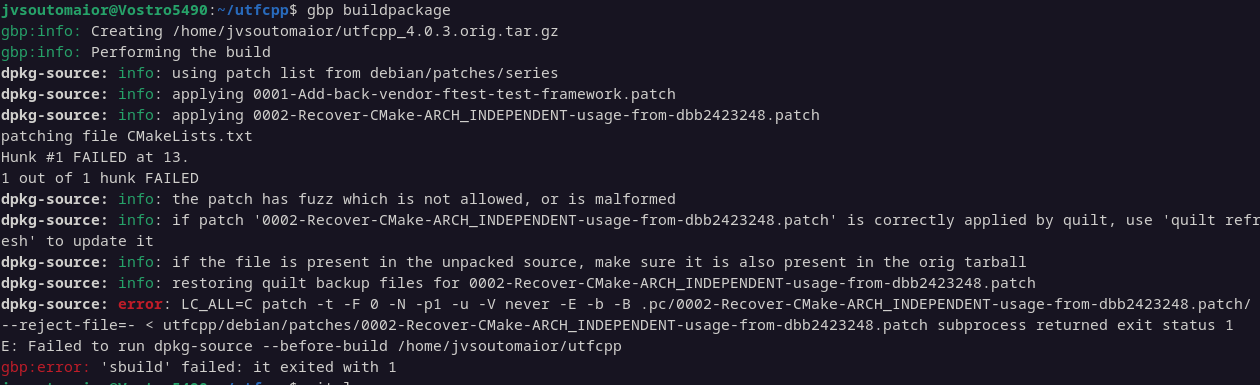 jvsoutomaior@Vostro5490:~/utfcpp$ gbp buildpackage
gbp:info: Creating /home/jvsoutomaior/utfcpp_4.0.3.orig.tar.gz
gbp:info: Performing the build
dpkg-source: info: using patch list from debian/patches/series
dpkg-source: info: applying 0001-Add-back-vendor-ftest-test-framework.patch
dpkg-source: info: applying 0002-Recover-CMake-ARCH_INDEPENDENT-usage-from-dbb2423248.patch
patching file CMakeLists.txt
Hunk #1 FAILED at 13.
1 out of 1 hunk FAILED
dpkg-source: info: the patch has fuzz which is not allowed, or is malformed
dpkg-source: info: if patch '0002-Recover-CMake-ARCH_INDEPENDENT-usage-from-dbb2423248.patch' is correctly applied by quilt, use 'quilt refr
esh' to update it
dpkg-source: info: if the file is present in the unpacked source, make sure it is also present in the orig tarball
dpkg-source: info: restoring quilt backup files for 0002-Recover-CMake-ARCH_INDEPENDENT-usage-from-dbb2423248.patch
dpkg-source: error: LC_ALL=C patch -t -F 0 -N -p1 -u -V never -E -b -B .pc/0002-Recover-CMake-ARCH_INDEPENDENT-usage-from-dbb2423248.patch/
--reject-file=- < utfcpp/debian/patches/0002-Recover-CMake-ARCH_INDEPENDENT-usage-from-dbb2423248.patch subprocess returned exit status 1
E: Failed to run dpkg-source --before-build /home/jvsoutomaior/utfcpp
gbp:error: 'sbuild' failed: it exited with 1